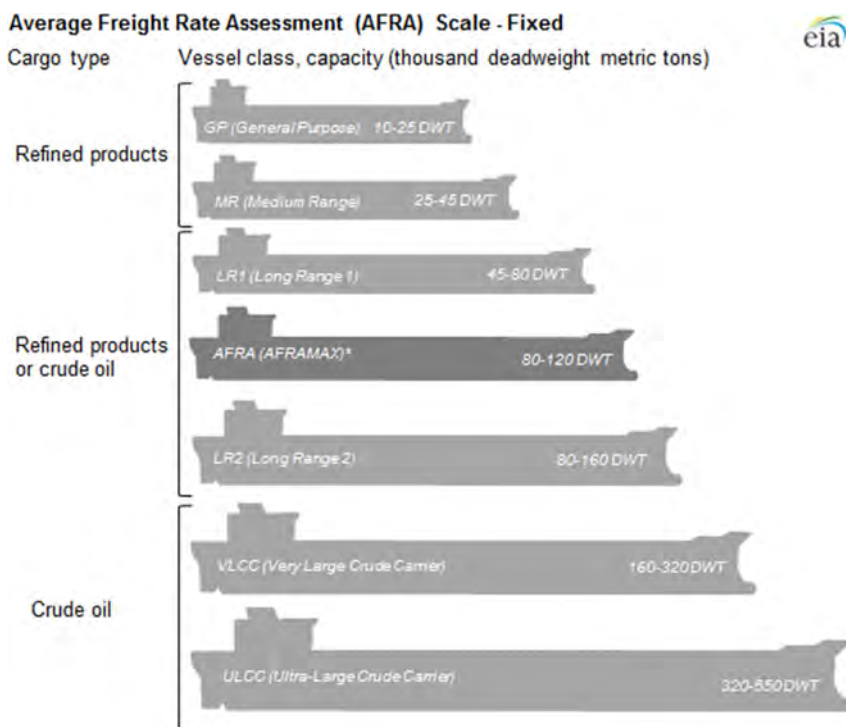 Average Freight Rate Assessment (AFRA) Scale - Fixed
eia
Cargo type Vessel class, capacity (thousand deadweight metric tons)
GP (General Purpose) 10-25 DWT
Refined products
MR (Medium Range) 25-45 DWT
LR1 (Long Range 1) 45-80 DWT
Refined products
or crude oil
AFRA (AFRAMAX)* 80-120 DWT
LR2 (Long Range 2) 80-160 DWT
VLCC (Very Large Crude Carrier) 160-320 DWT
Crude oil
ULCC (Ultra-Large Crude Carrier) 320-550 DWT